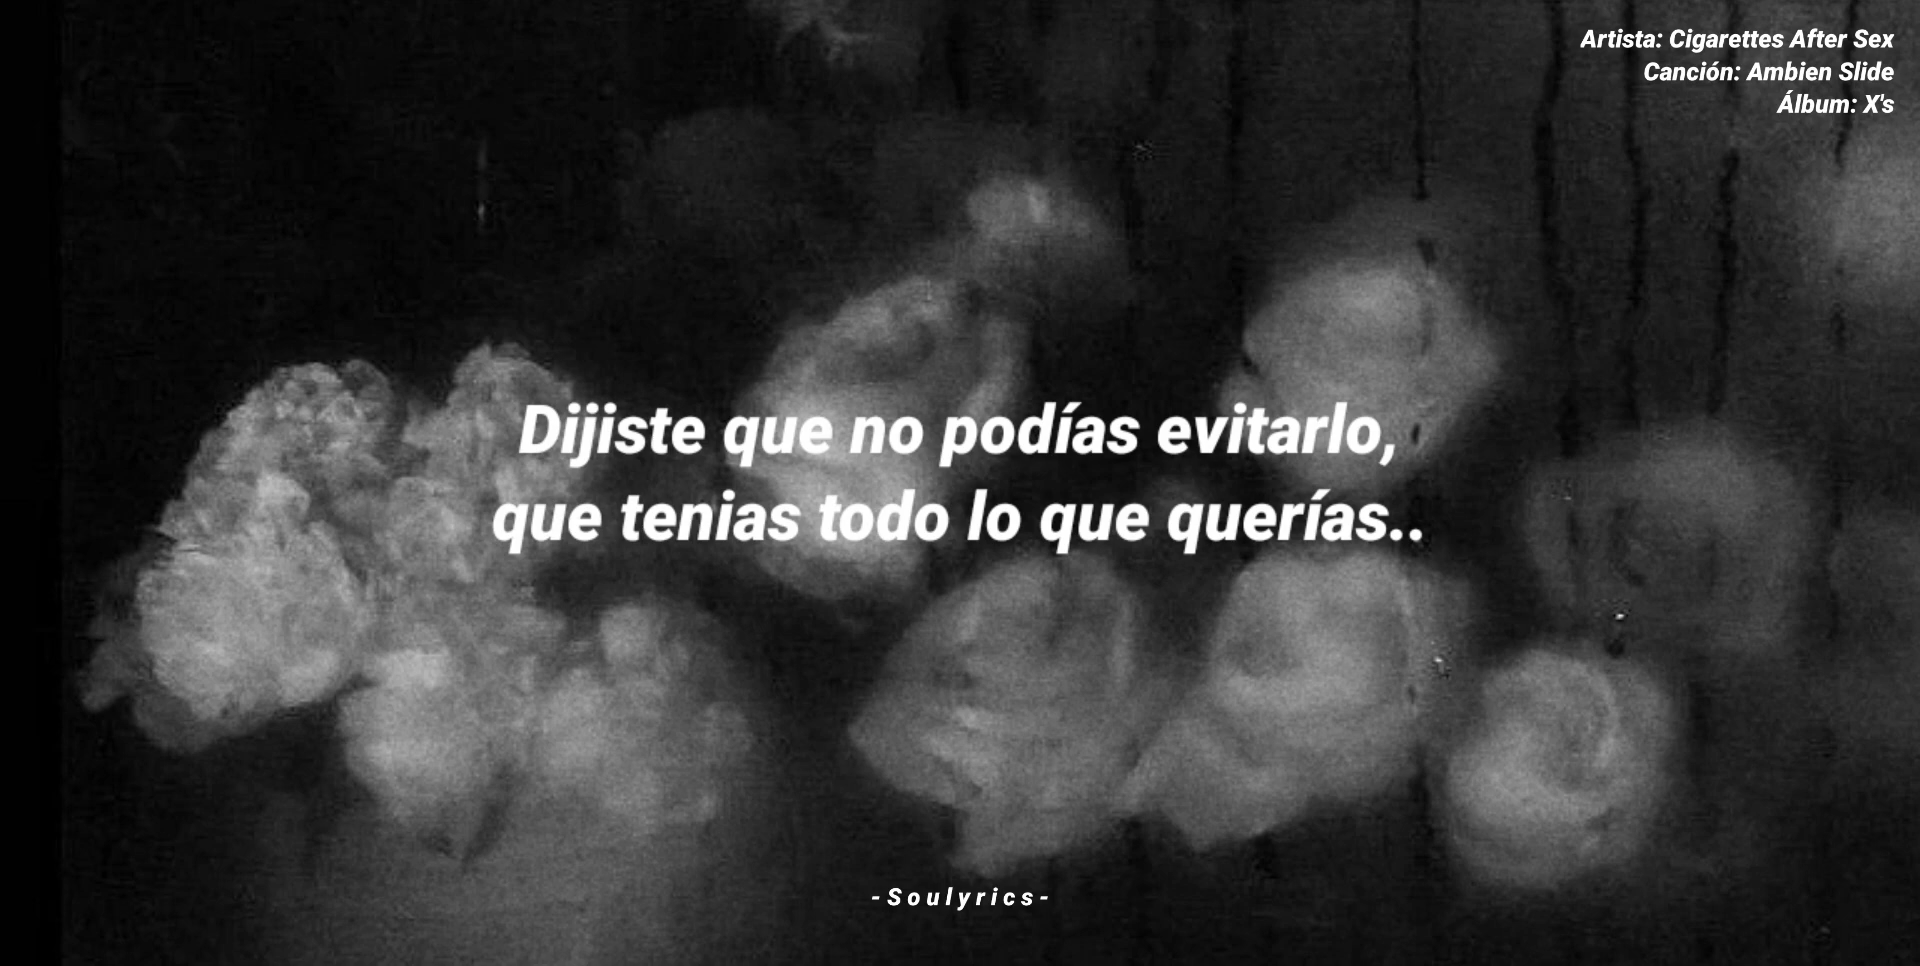 Artista: Cigarettes After Sex
Canción: Ambien Slide
Álbum: X's
Dijiste que no podías evitarlo,
que tenias todo lo que querías..
-Soulyrics-